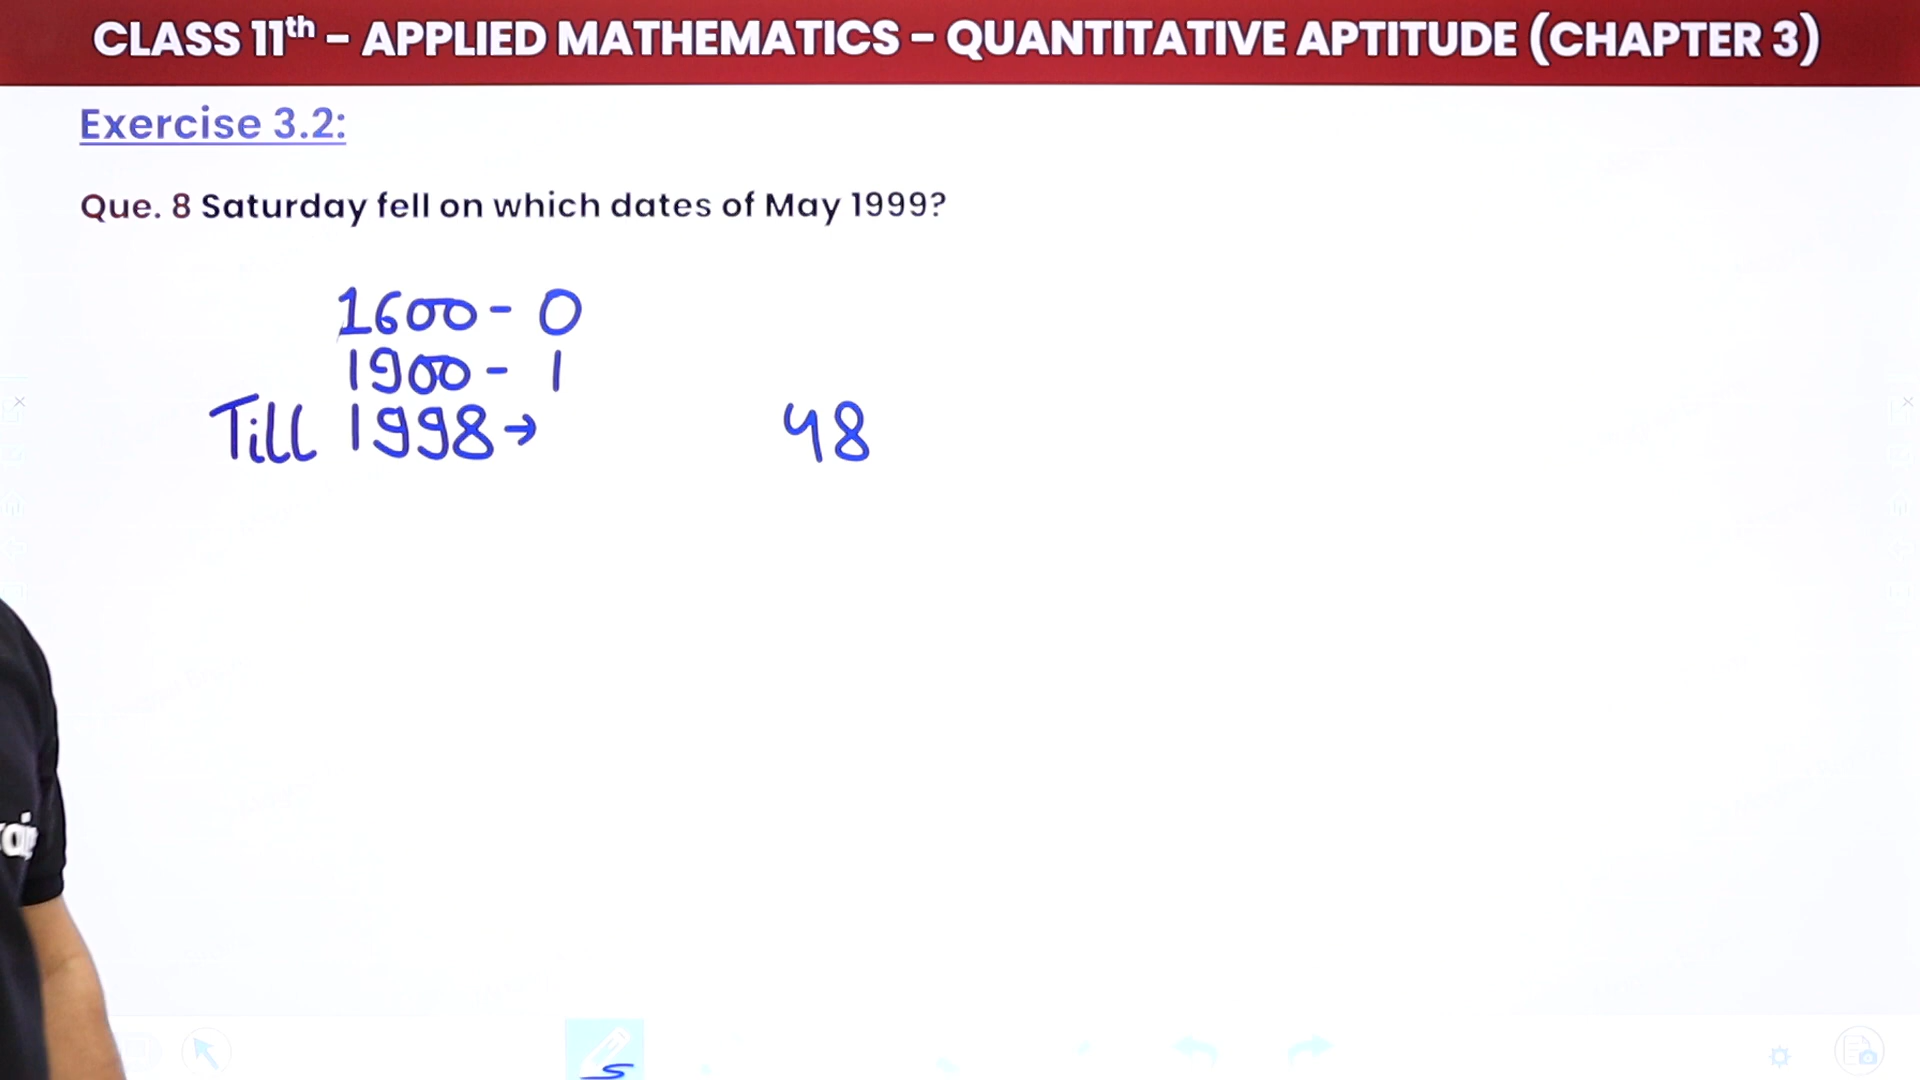 CLASS 11th – APPLIED MATHEMATICS – QUANTITATIVE APTITUDE (CHAPTER 3)
Exercise 3.2:
Que. 8 Saturday fell on which dates of May 1999?
1600 - 0
1900 - 1
Till 1998 → 48